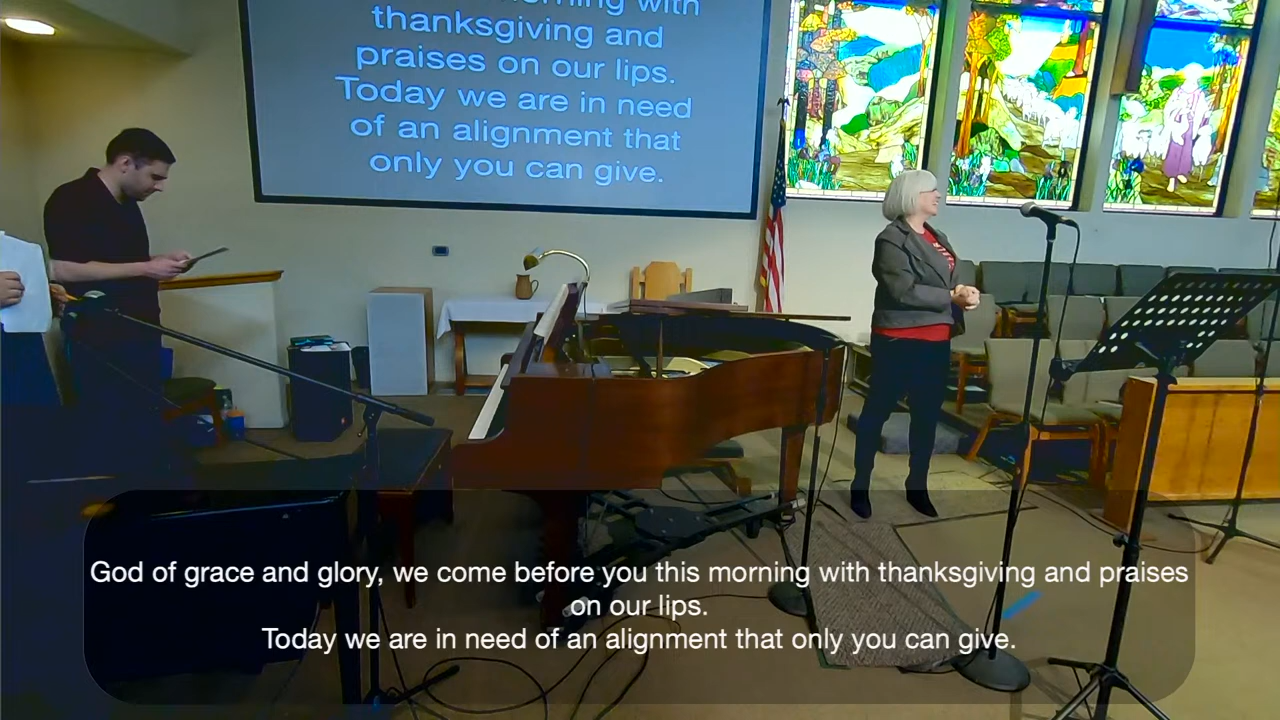 morning with
thanksgiving and
praises on our lips.
Today we are in need
of an alignment that
only you can give.
God of grace and glory, we come before you this morning with thanksgiving and praises
on our lips.
Today we are in need of an alignment that only you can give.